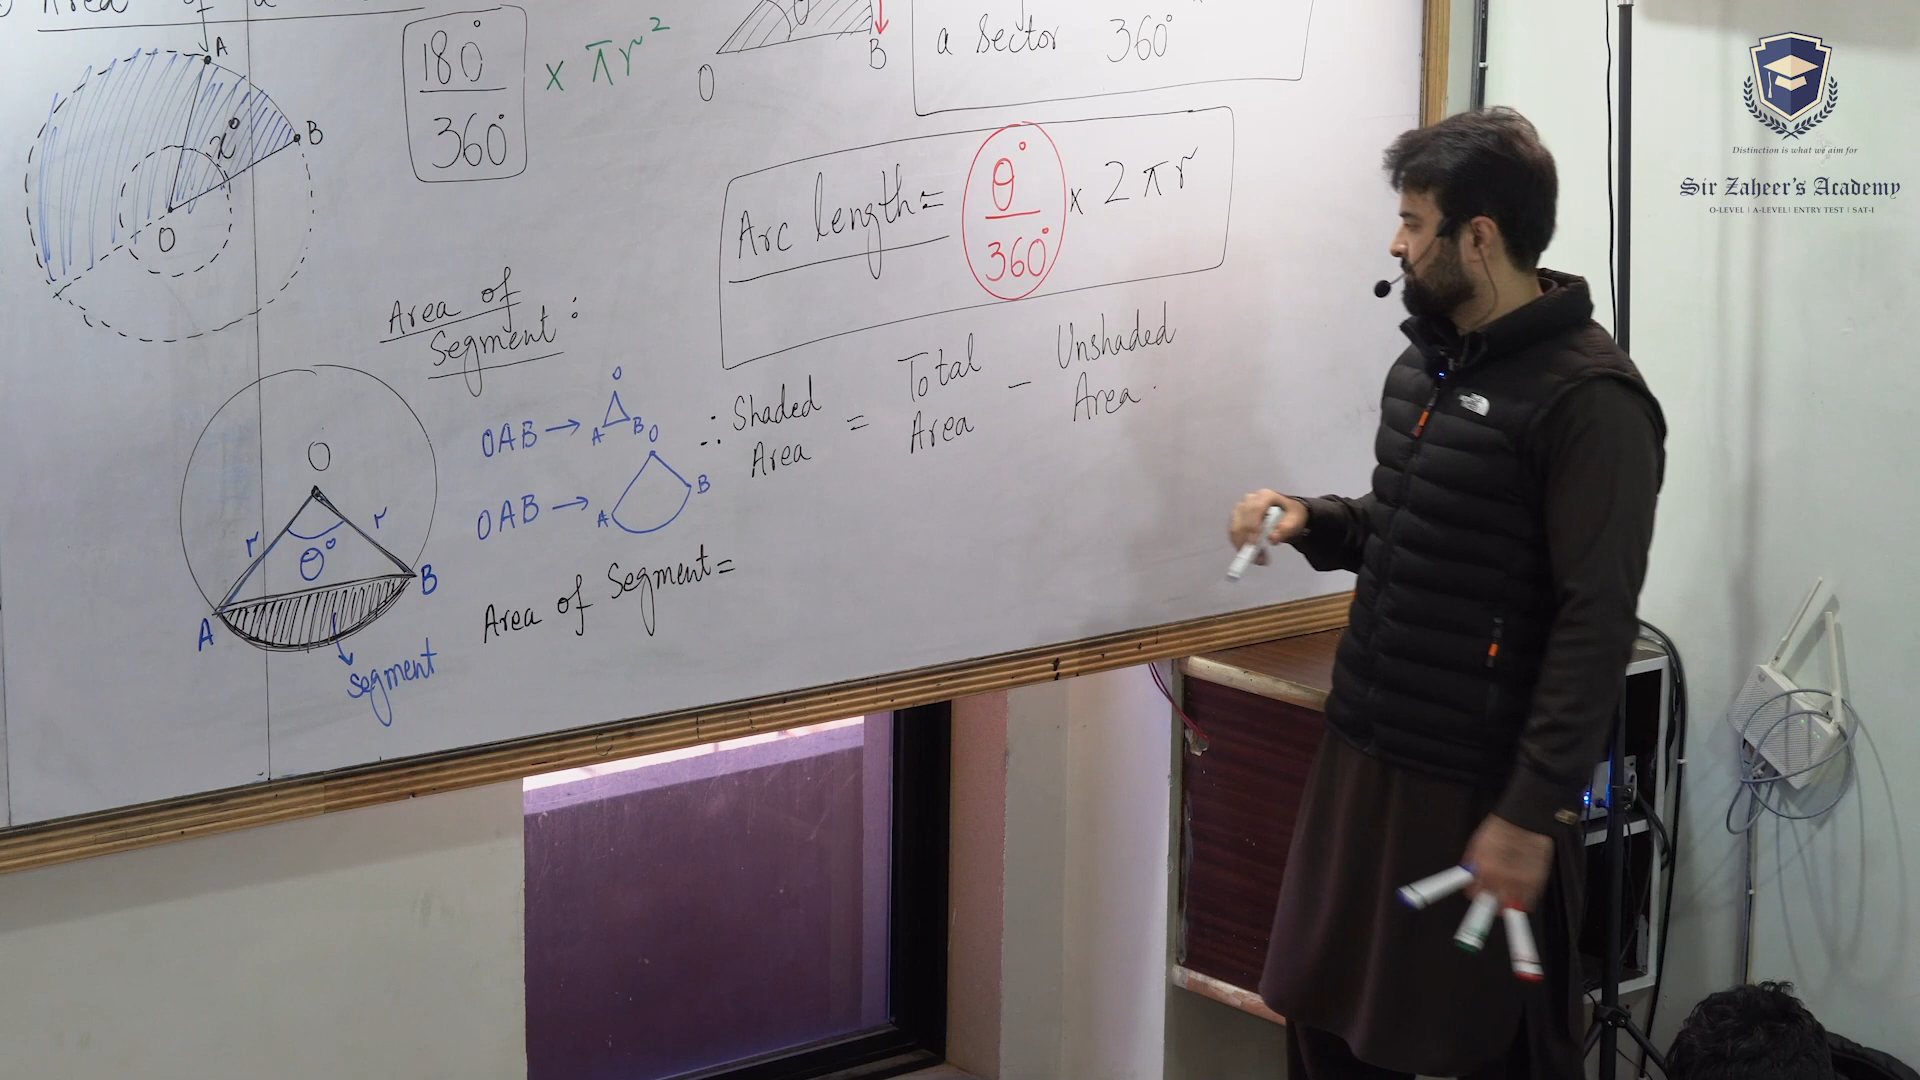 Area of a
A
B
x°
O
180°
360°
× πr²
O
θ
B
a sector 360°
Arc length = θ°/360° × 2πr
Area of
Segment :
O
r
r
θ°
A
B
segment
OAB → O A B
OAB → O A B
∴ Shaded Area = Total Area – Unshaded Area.
Area of Segment =
Distinction is what we aim for
Sir Zaheer's Academy
O-LEVEL | A-LEVEL| ENTRY TEST | SAT-I